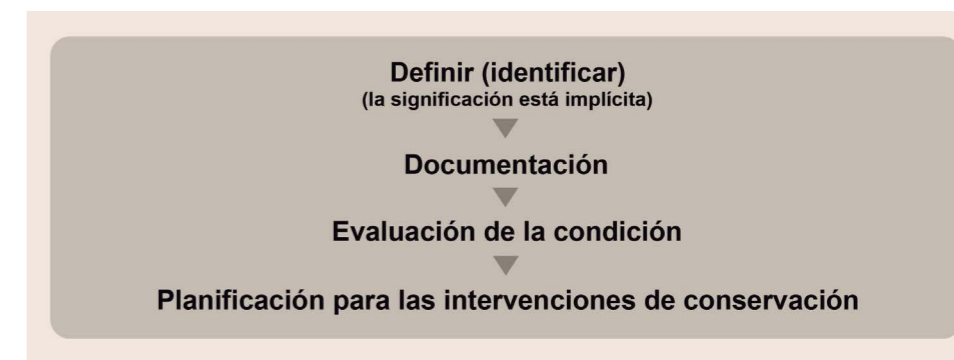 Definir (identificar)
(la significación está implícita)
Documentación
Evaluación de la condición
Planificación para las intervenciones de conservación